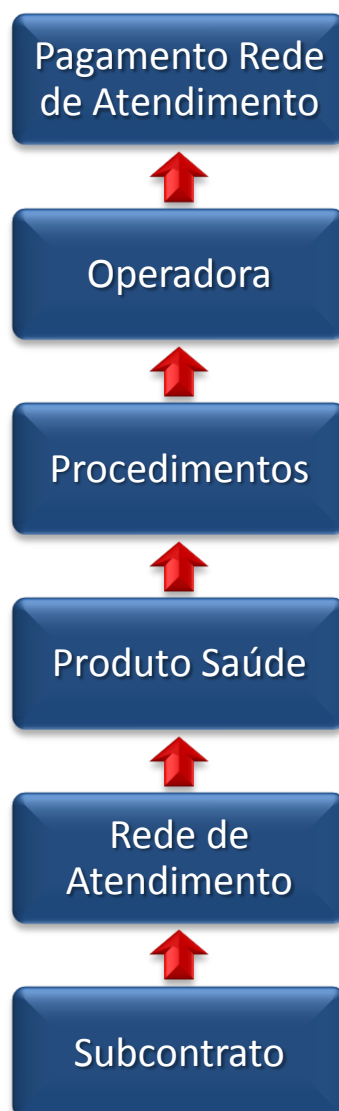 Pagamento Rede
de Atendimento
Operadora
Procedimentos
Produto Saúde
Rede de
Atendimento
Subcontrato